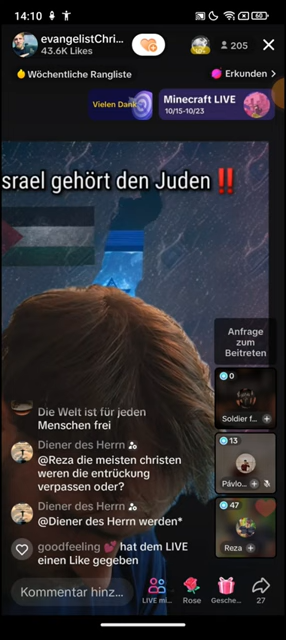 14:10
60
evangelistChri...
43.6K Likes
205
Wöchentliche Rangliste
Erkunden >
Vielen Dank
Minecraft LIVE
10/15-10/23
srael gehört den Juden ‼️
Anfrage
zum
Beitreten
0
Soldier f...
13
Pávlo...
47
Reza
Die Welt ist für jeden
Menschen frei
Diener des Herrn
@Reza die meisten christen
weren die entrückung
verpassen oder?
Diener des Herrn
@Diener des Herrn werden*
goodfeeling 💕 hat dem LIVE
einen Like gegeben
Kommentar hinz...
LIVE mi...
Rose
Gesche...
27